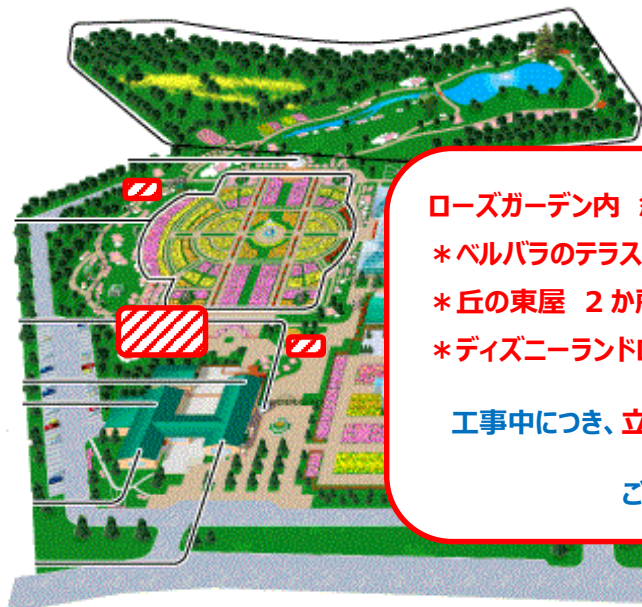 ローズガーデン内
＊ベルバラのテラス
＊丘の東屋 ２か所
＊ディズニーランド
工事中につき、立
ご